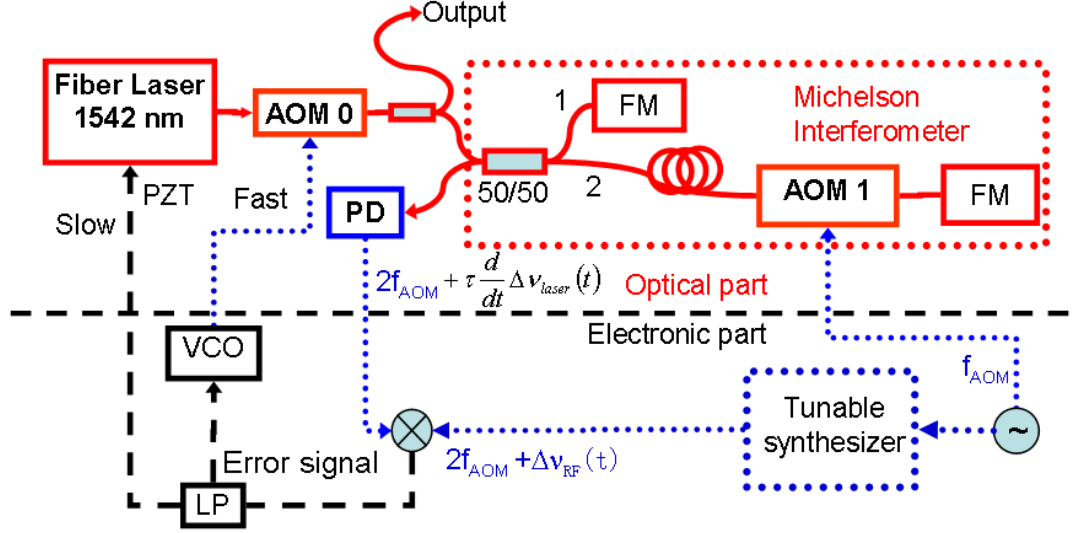 Output
Fiber Laser
1542 nm
AOM 0
1
FM
Michelson
Interferometer
50/50
2
AOM 1
FM
PZT
Slow
Fast
PD
2f_AOM + τ d/dt Δν_laser(t)
Optical part
Electronic part
VCO
f_AOM
Tunable
synthesizer
~
2f_AOM +Δν_RF(t)
Error signal
LP